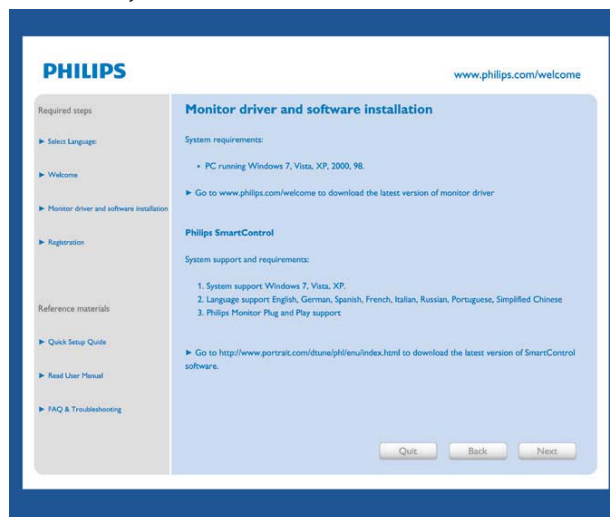 PHILIPS
www.philips.com/welcome
Required steps
▶ Select Language:
▶ Welcome
▶ Monitor driver and software installation
▶ Registration
Reference materials
▶ Quick Setup Quide
▶ Read User Manual
▶ FAQ & Troubleshooting
Monitor driver and software installation
System requirements:
• PC running Windows 7, Vista, XP, 2000, 98.
▶ Go to www.philips.com/welcome to download the latest version of monitor driver
Philips SmartControl
System support and requirements:
1. System support Windows 7, Vista, XP.
2. Language support English, German, Spanish, French, Italian, Russian, Portuguese, Simplified Chinese
3. Philips Monitor Plug and Play support
▶ Go to http://www.portrait.com/dtune/phl/enu/index.html to download the latest version of SmartControl
software.
Quit
Back
Next